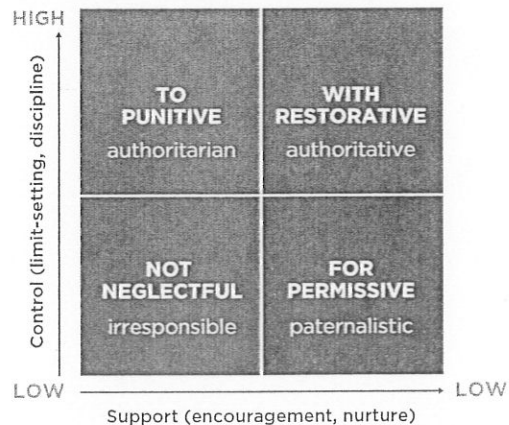 HIGH
Control (limit-setting, discipline)
TO
PUNITIVE
authoritarian
WITH
RESTORATIVE
authoritative
NOT
NEGLECTFUL
irresponsible
FOR
PERMISSIVE
paternalistic
LOW
LOW
Support (encouragement, nurture)